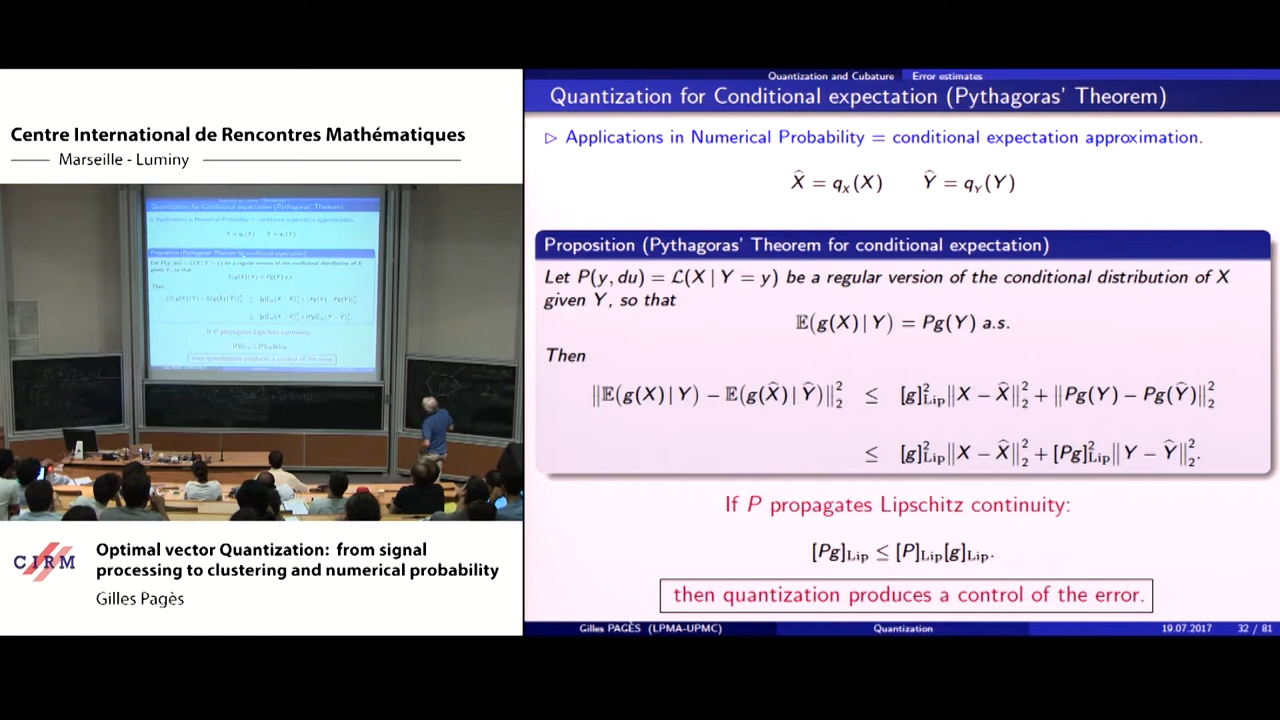 Centre International de Rencontres Mathématiques
Marseille - Luminy
CIRM
Optimal vector Quantization: from signal
processing to clustering and numerical probability
Gilles Pagès
Quantization and Cubature Error estimates
Quantization for Conditional expectation (Pythagoras' Theorem)
▷ Applications in Numerical Probability = conditional expectation approximation.
X̂ = q_X(X) Ŷ = q_Y(Y)
Proposition (Pythagoras' Theorem for conditional expectation)
Let P(y, du) = ℒ(X | Y = y) be a regular version of the conditional distribution of X
given Y, so that
𝔼(g(X) | Y) = Pg(Y) a.s.
Then
‖𝔼(g(X) | Y) − 𝔼(g(X̂) | Ŷ)‖₂² ≤ [g]²_Lip‖X − X̂‖₂² + ‖Pg(Y) − Pg(Ŷ)‖₂²
≤ [g]²_Lip‖X − X̂‖₂² + [Pg]²_Lip‖Y − Ŷ‖₂².
If P propagates Lipschitz continuity:
[Pg]_Lip ≤ [P]_Lip[g]_Lip.
then quantization produces a control of the error.
Gilles PAGÈS (LPMA-UPMC) Quantization 19.07.2017 32 / 81